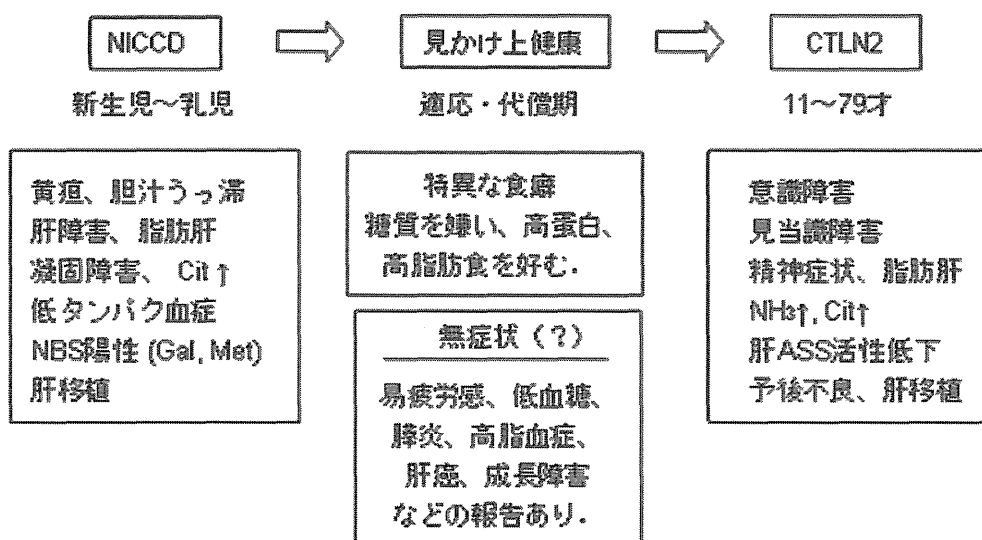 NICCD
新生児～乳児
黄疸、胆汁うっ滞
肝障害、脂肪肝
凝固障害、 Cit↑
低タンパク血症
NBS陽性 (Gal, Met)
肝移植
見かけ上健康
適応・代償期
特異な食癖
糖質を嫌い、高蛋白、
高脂肪食を好む.
無症状 (?)
易疲労感、低血糖、
膵炎、高脂血症、
肝癌、成長障害
などの報告あり.
CTLN2
11～79才
意識障害
見当識障害
精神症状、脂肪肝
NH₃↑, Cit↑
肝ASS活性低下
予後不良、肝移植